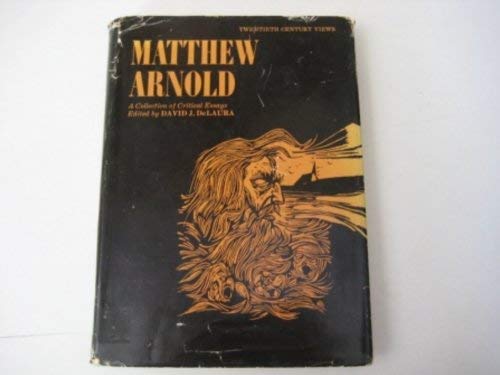 TWENTIETH CENTURY VIEWS
MATTHEW
ARNOLD
A Collection of Critical Essays
Edited by DAVID J. DeLAURA